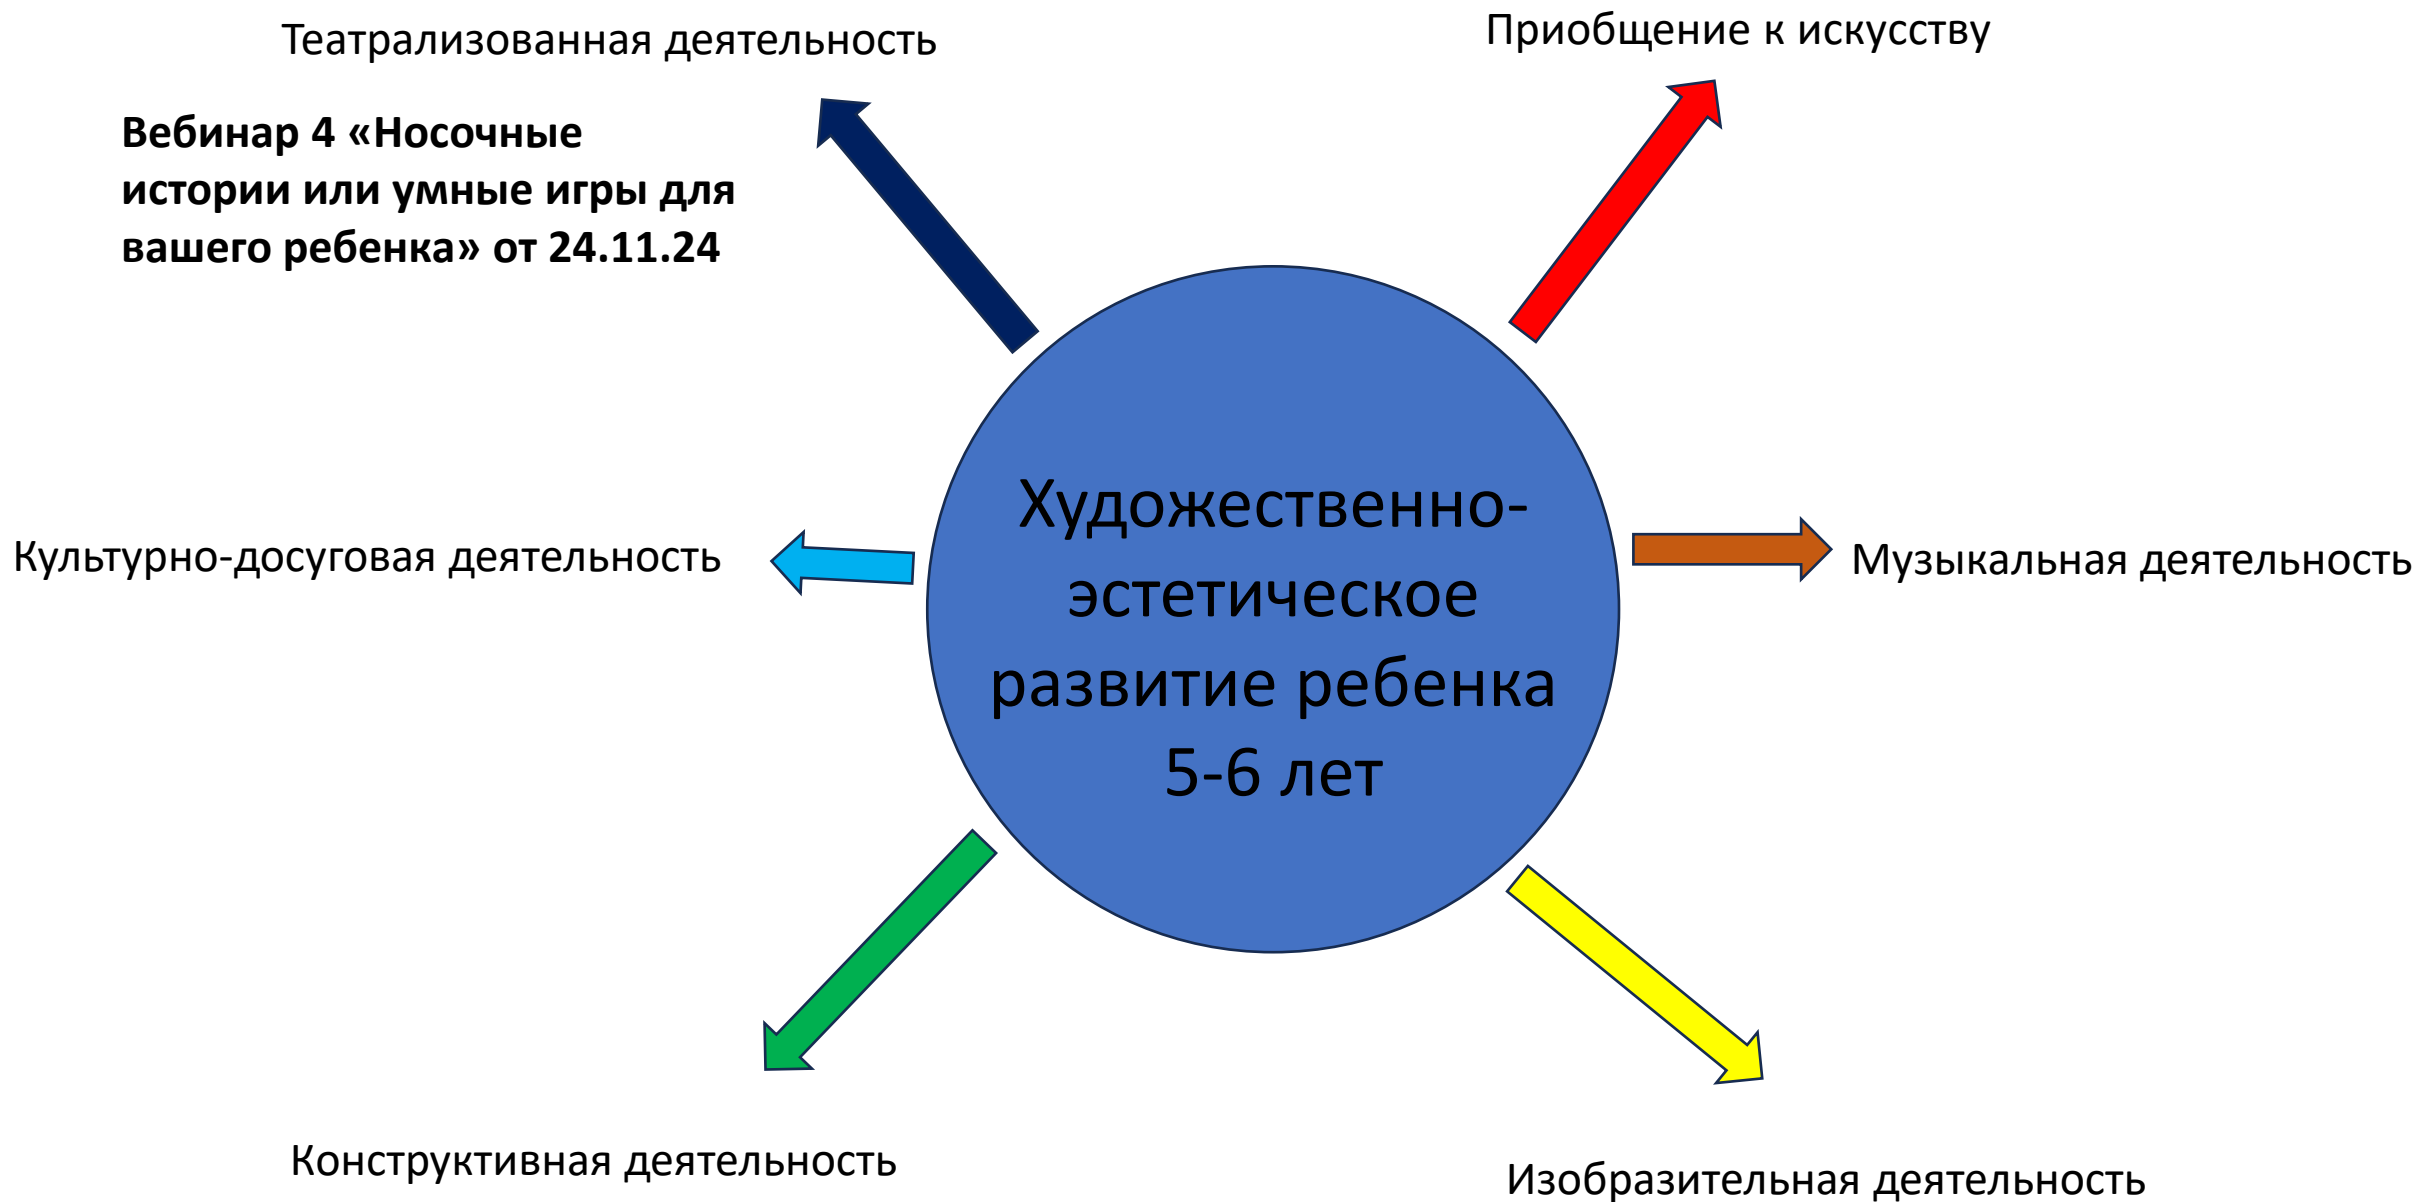 Театрализованная деятельность
Приобщение к искусству
Вебинар 4 «Носочные
истории или умные игры для
вашего ребенка» от 24.11.24
Культурно-досуговая деятельность
Художественно-
эстетическое
развитие ребенка
5-6 лет
Музыкальная деятельность
Конструктивная деятельность
Изобразительная деятельность